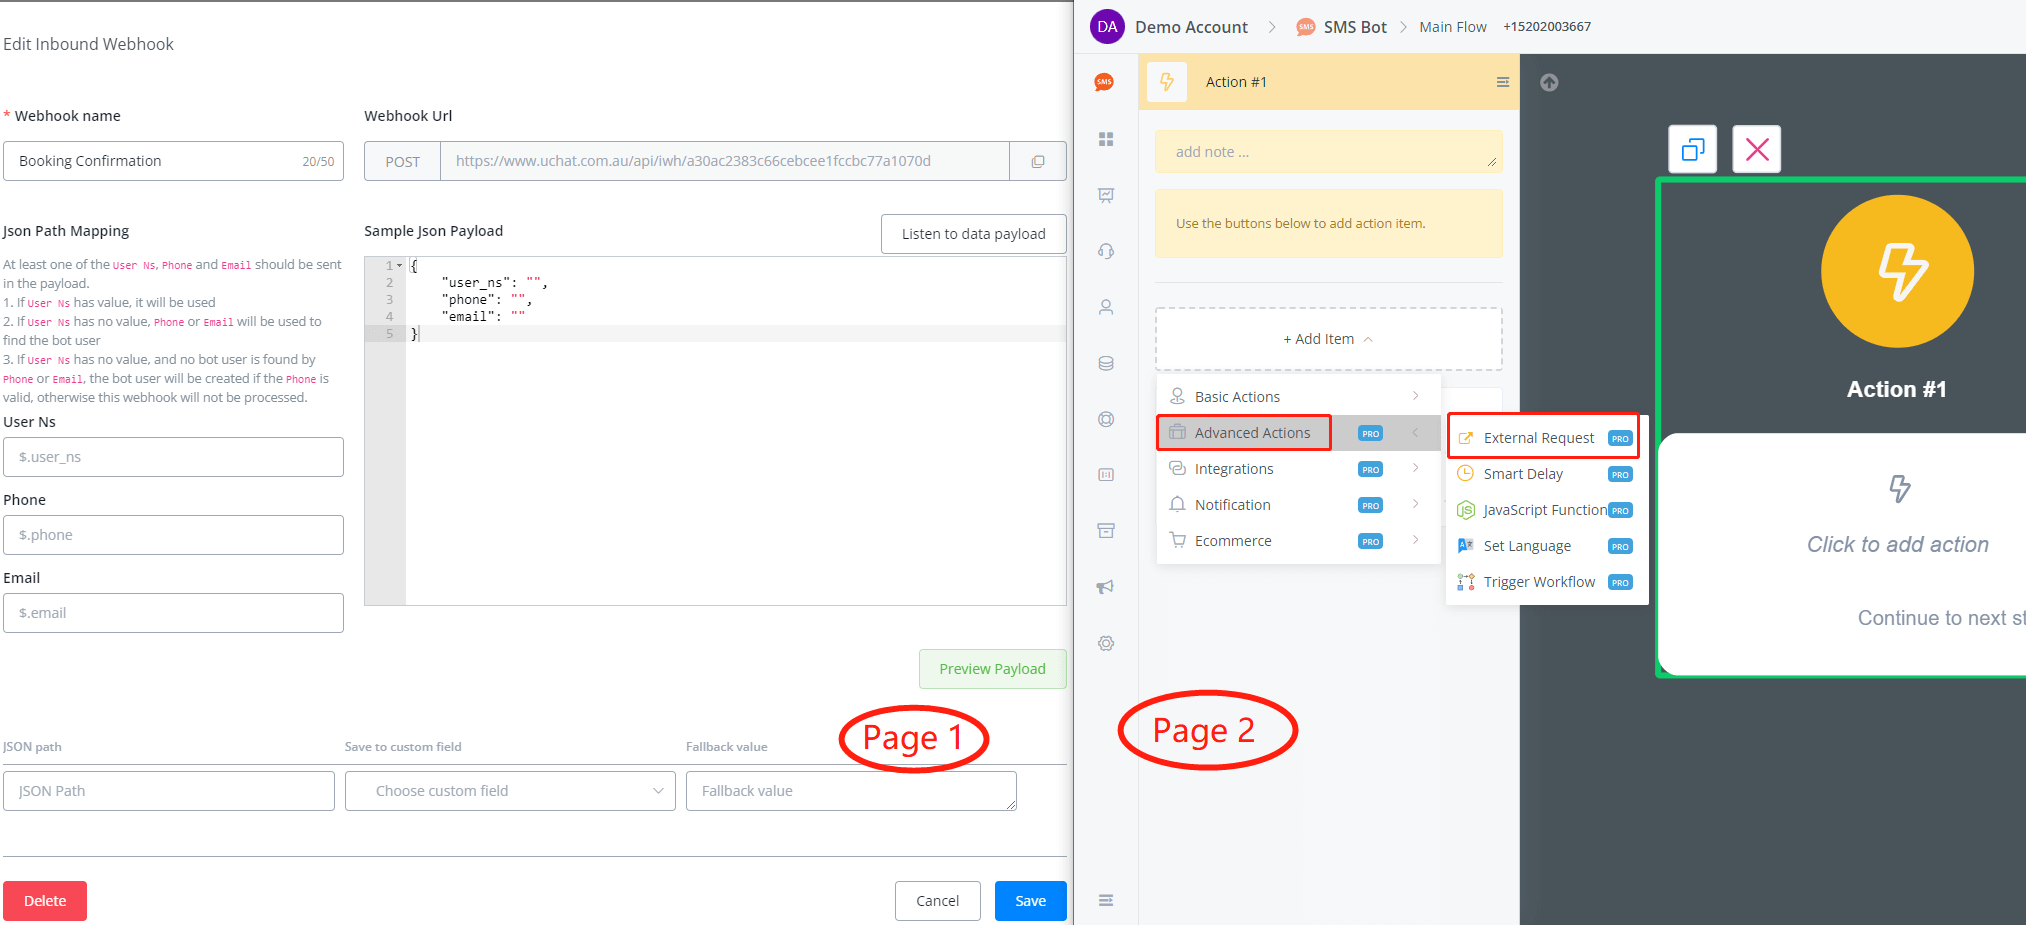 Edit Inbound Webhook
* Webhook name
Booking Confirmation 20/50
Webhook Url
POST https://www.uchat.com.au/api/iwh/a30ac2383c66cebcee1fccbc77a1070d
Json Path Mapping
At least one of the User Ns, Phone and Email should be sent
in the payload.
1. If User Ns has value, it will be used
2. If User Ns has no value, Phone or Email will be used to
find the bot user
3. If User Ns has no value, and no bot user is found by
Phone or Email, the bot user will be created if the Phone is
valid, otherwise this webhook will not be processed.
User Ns
$.user_ns
Phone
$.phone
Email
$.email
Sample Json Payload
Listen to data payload
1 {
2 "user_ns": "",
3 "phone": "",
4 "email": ""
5 }
Preview Payload
JSON path Save to custom field Fallback value
JSON Path Choose custom field Fallback value
Page 1
Delete
Cancel
Save
DA Demo Account > SMS SMS Bot > Main Flow +15202003667
SMS
Action #1
add note ...
Use the buttons below to add action item.
+ Add Item
Basic Actions
Advanced Actions PRO
Integrations PRO
Notification PRO
Ecommerce PRO
External Request PRO
Smart Delay PRO
JS JavaScript Function PRO
Set Language PRO
Trigger Workflow PRO
Page 2
Action #1
Click to add action
Continue to next st